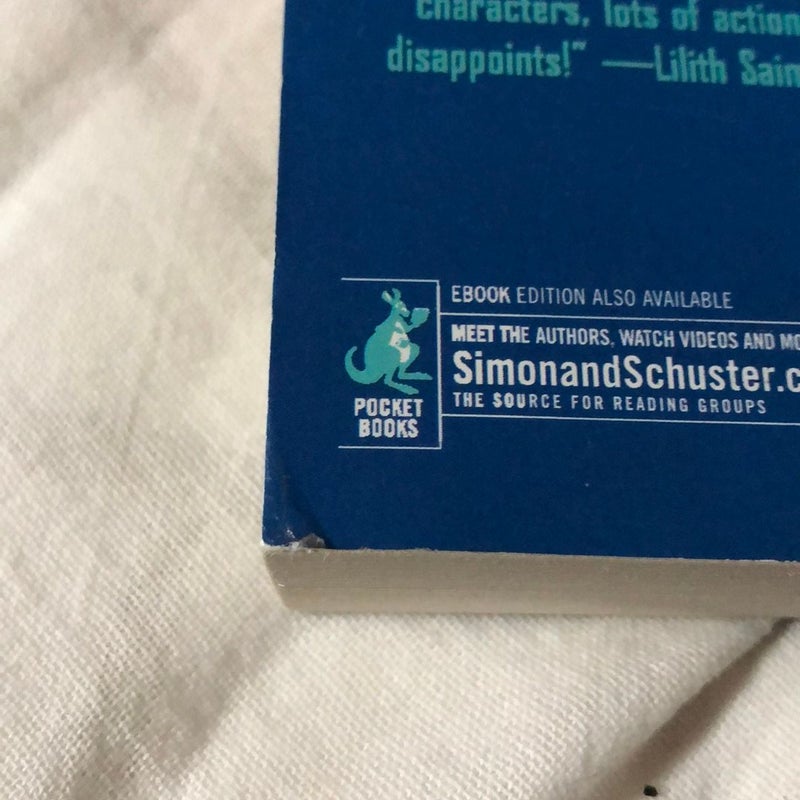 characters, lots of action
disappoints!" —Lilith
EBOOK EDITION ALSO AVAILABLE
MEET THE AUTHORS, WATCH VIDEOS AND
SimonandSchuster.c
THE SOURCE FOR READING GROUPS
POCKET
BOOKS